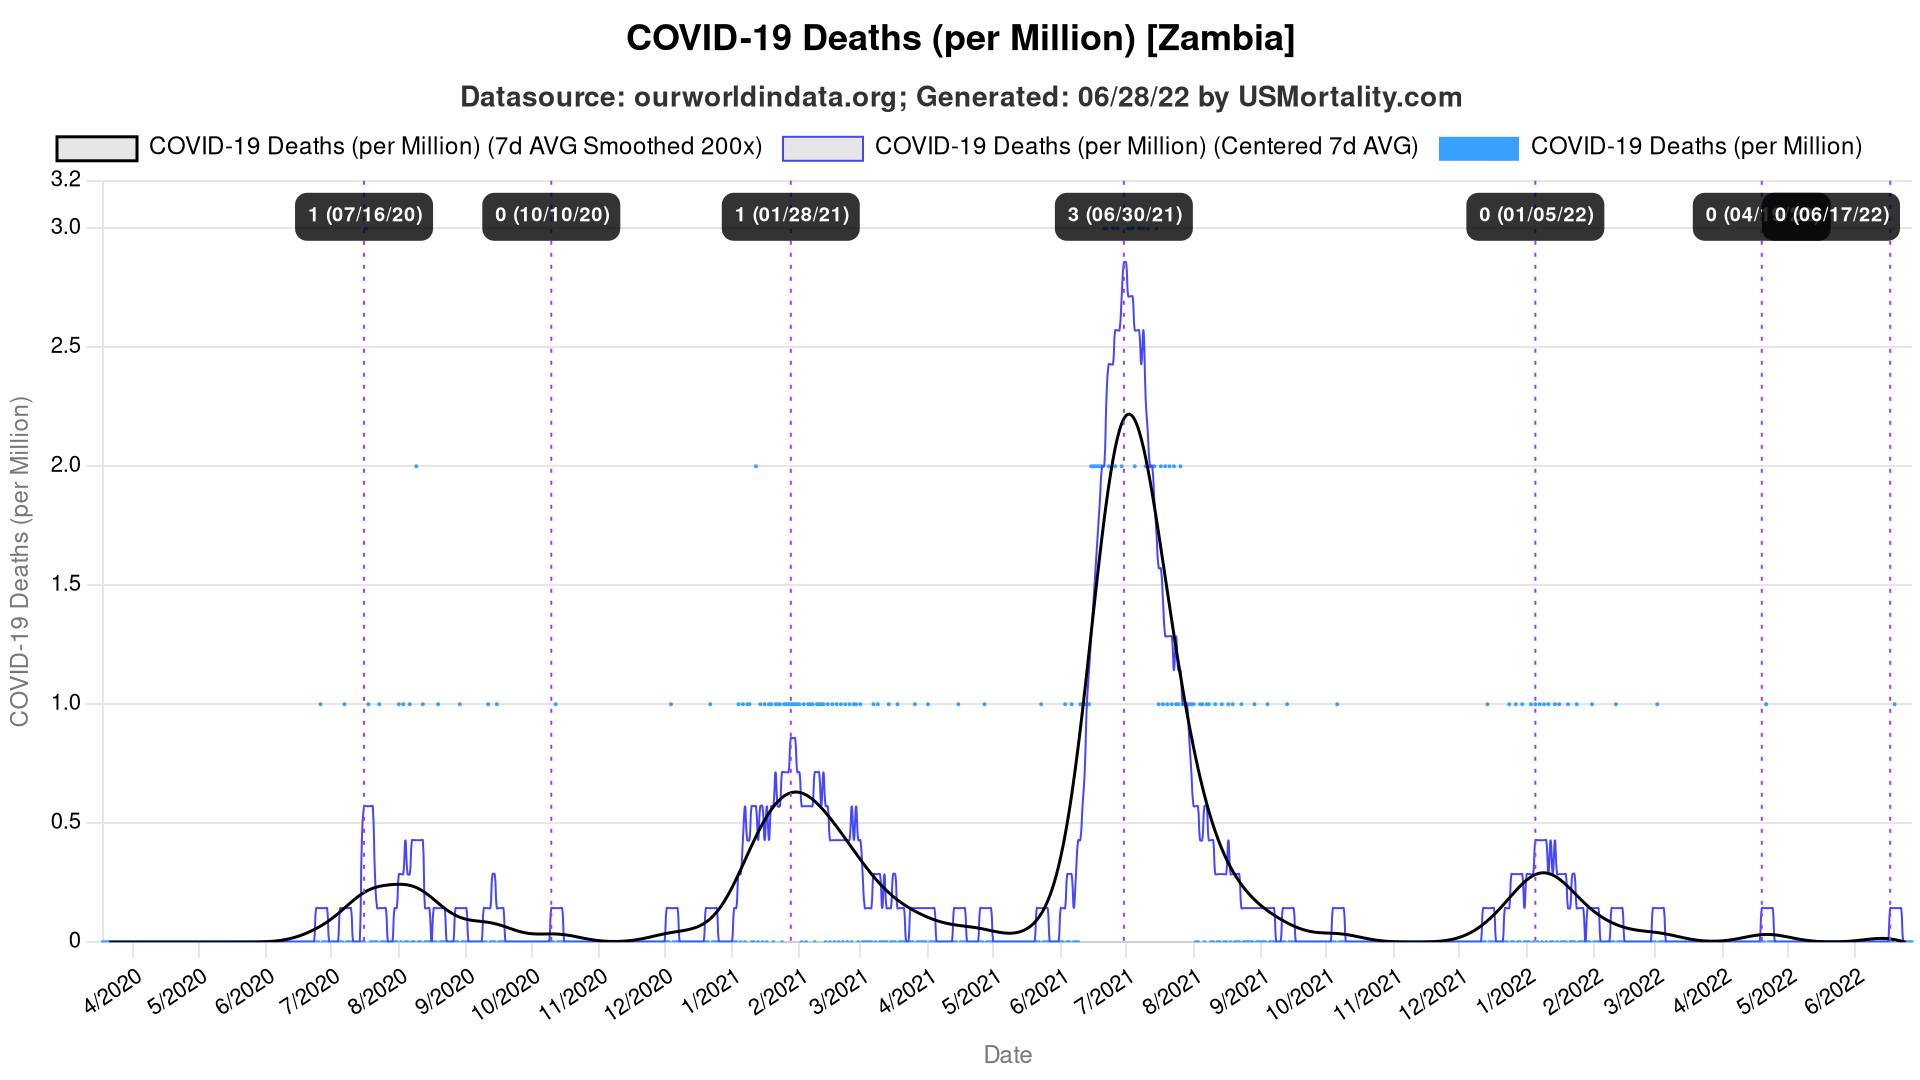 COVID-19 Deaths (per Million) [Zambia]
Datasource: ourworldindata.org; Generated: 06/28/22 by USMortality.com
COVID-19 Deaths (per Million) (7d AVG Smoothed 200x) COVID-19 Deaths (per Million) (Centered 7d AVG) COVID-19 Deaths (per Million)
3.2
1 (07/16/20) 0 (10/10/20) 1 (01/28/21) 3 (06/30/21) 0 (01/05/22) 0 (06/17/22)
3.0
2.5
2.0
1.5
1.0
0.5
0
COVID-19 Deaths (per Million)
4/2020 5/2020 6/2020 7/2020 8/2020 9/2020 10/2020 11/2020 12/2020 1/2021 2/2021 3/2021 4/2021 5/2021 6/2021 7/2021 8/2021 9/2021 10/2021 11/2021 12/2021 1/2022 2/2022 3/2022 4/2022 5/2022 6/2022
Date